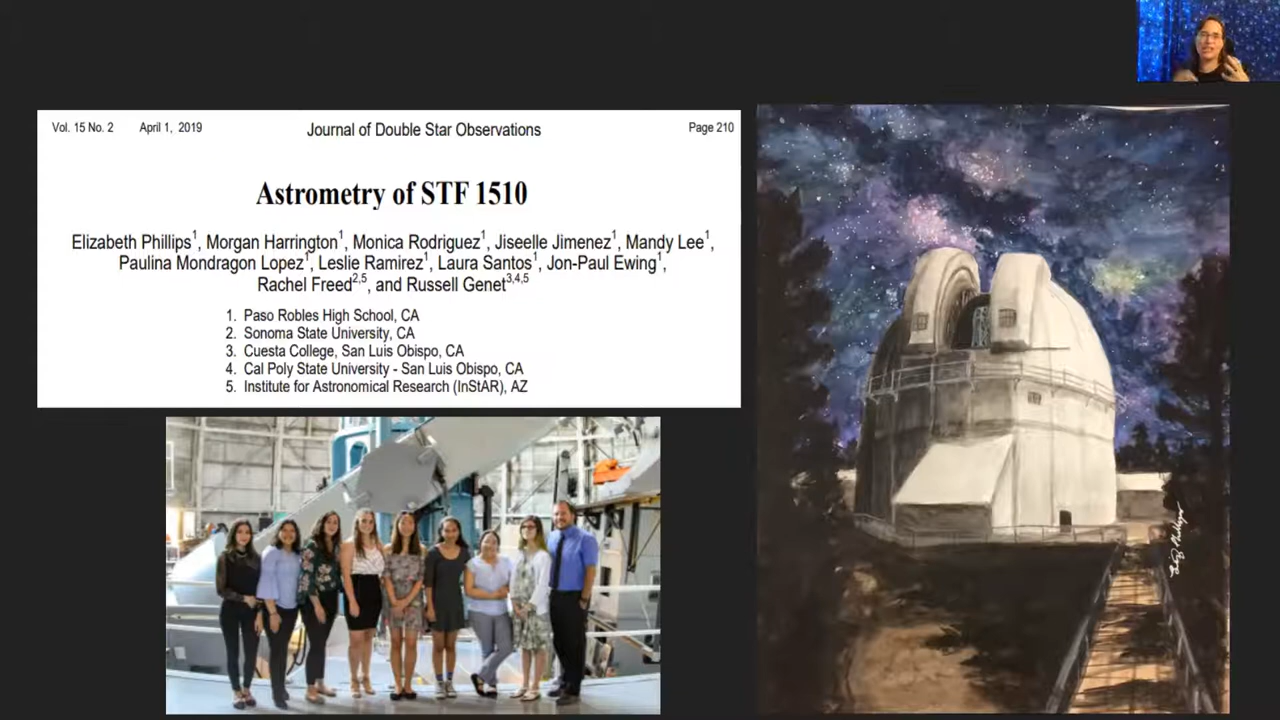 Vol. 15 No. 2 April 1, 2019 Journal of Double Star Observations Page 210
Astrometry of STF 1510
Elizabeth Phillips1, Morgan Harrington1, Monica Rodriguez1, Jiseelle Jimenez1, Mandy Lee1,
Paulina Mondragon Lopez1, Leslie Ramirez1, Laura Santos1, Jon-Paul Ewing1,
Rachel Freed2,5, and Russell Genet3,4,5
1. Paso Robles High School, CA
2. Sonoma State University, CA
3. Cuesta College, San Luis Obispo, CA
4. Cal Poly State University - San Luis Obispo, CA
5. Institute for Astronomical Research (InStAR), AZ